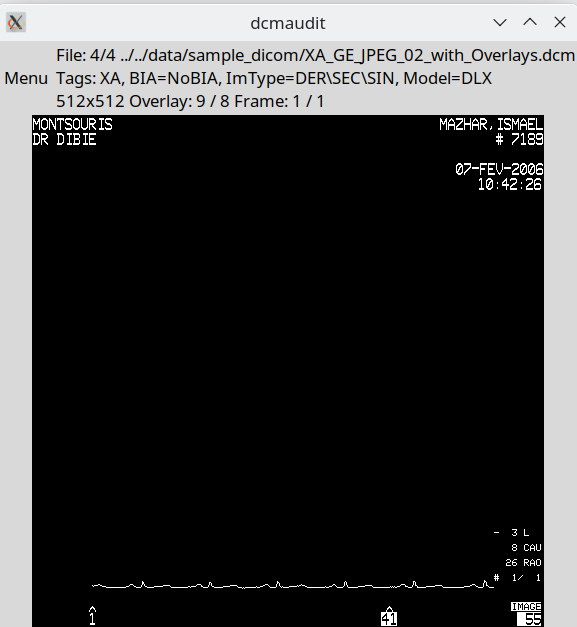 dcmaudit
File: 4/4 ../../data/sample_dicom/XA_GE_JPEG_02_with_Overlays.dcm
Menu Tags: XA, BIA=NoBIA, ImType=DER\SEC\SIN, Model=DLX
512x512 Overlay: 9 / 8 Frame: 1 / 1
MONTSOURIS MAZHAR,ISMAEL
DR DIBIE # 7189
07-FEV-2006
10:42:26
- 3 L
8 CAU
26 RAO
# 1/ 1
IMAGE
1 41 55